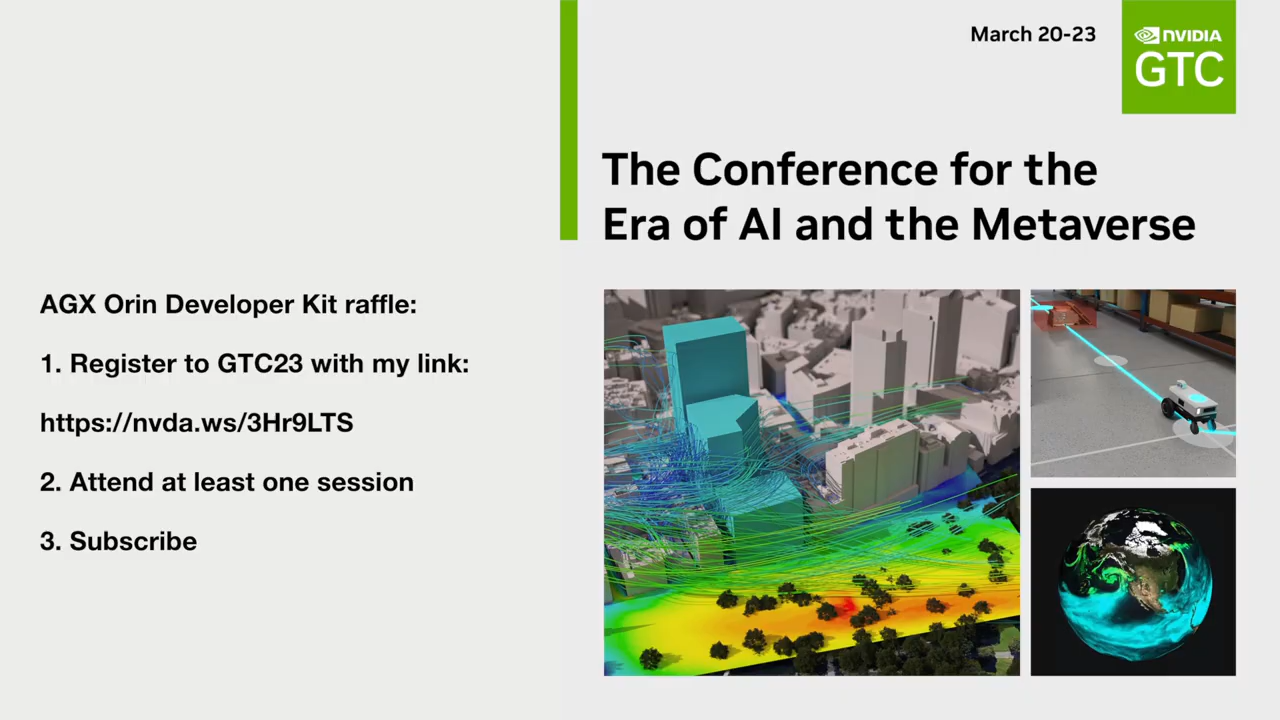 March 20-23
NVIDIA
GTC
The Conference for the
Era of AI and the Metaverse
AGX Orin Developer Kit raffle:
1. Register to GTC23 with my link:
https://nvda.ws/3Hr9LTS
2. Attend at least one session
3. Subscribe